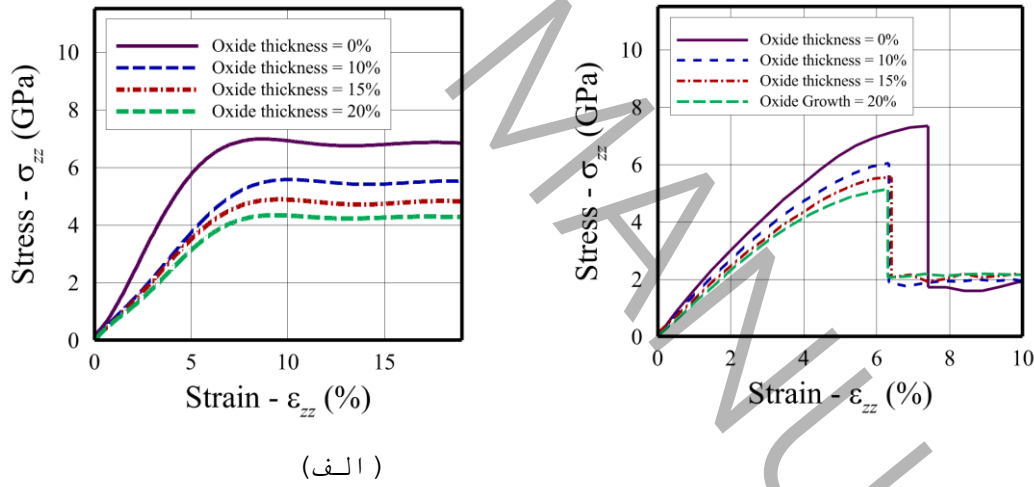 10
8
6
4
2
0
Stress - σzz (GPa)
Oxide thickness = 0%
Oxide thickness = 10%
Oxide thickness = 15%
Oxide thickness = 20%
0 5 10 15
Strain - εzz (%)
(الف)
10
8
6
4
2
0
Stress - σzz (GPa)
Oxide thickness = 0%
Oxide thickness = 10%
Oxide thickness = 15%
Oxide Growth = 20%
0 2 4 6 8 10
Strain - εzz (%)
MANU